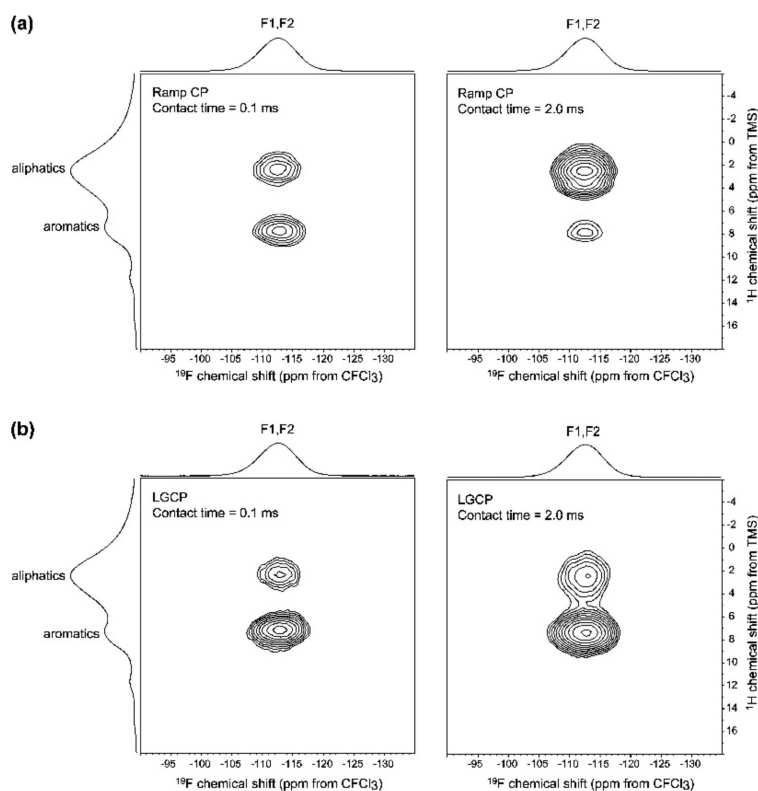 (a)
F1,F2
F1,F2
Ramp CP
Contact time = 0.1 ms
Ramp CP
Contact time = 2.0 ms
aliphatics
aromatics
-4
-2
0
2
4
6
8
10
12
14
16
¹H chemical shift (ppm from TMS)
-95 -100 -105 -110 -115 -120 -125 -130
¹⁹F chemical shift (ppm from CFCl₃)
-95 -100 -105 -110 -115 -120 -125 -130
¹⁹F chemical shift (ppm from CFCl₃)
(b)
F1,F2
F1,F2
LGCP
Contact time = 0.1 ms
LGCP
Contact time = 2.0 ms
aliphatics
aromatics
-4
-2
0
2
4
6
8
10
12
14
16
¹H chemical shift (ppm from TMS)
-95 -100 -105 -110 -115 -120 -125 -130
¹⁹F chemical shift (ppm from CFCl₃)
-95 -100 -105 -110 -115 -120 -125 -130
¹⁹F chemical shift (ppm from CFCl₃)